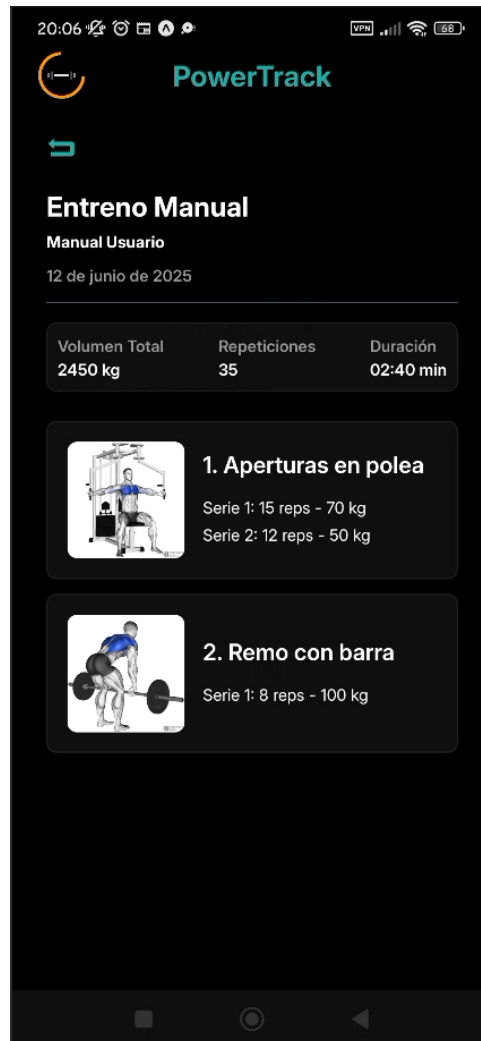 20:06
VPN
68
PowerTrack
Entreno Manual
Manual Usuario
12 de junio de 2025
Volumen Total Repeticiones Duración
2450 kg 35 02:40 min
1. Aperturas en polea
Serie 1: 15 reps - 70 kg
Serie 2: 12 reps - 50 kg
2. Remo con barra
Serie 1: 8 reps - 100 kg